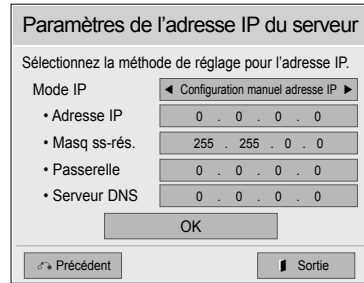 Paramètres de l'adresse IP du serveur
Sélectionnez la méthode de réglage pour l'adresse IP.
Mode IP ◀ Configuration manuel adresse IP ▶
• Adresse IP 0 . 0 . 0 . 0
• Masq ss-rés. 255 . 255 . 0 . 0
• Passerelle 0 . 0 . 0 . 0
• Serveur DNS 0 . 0 . 0 . 0
OK
Précédent Sortie